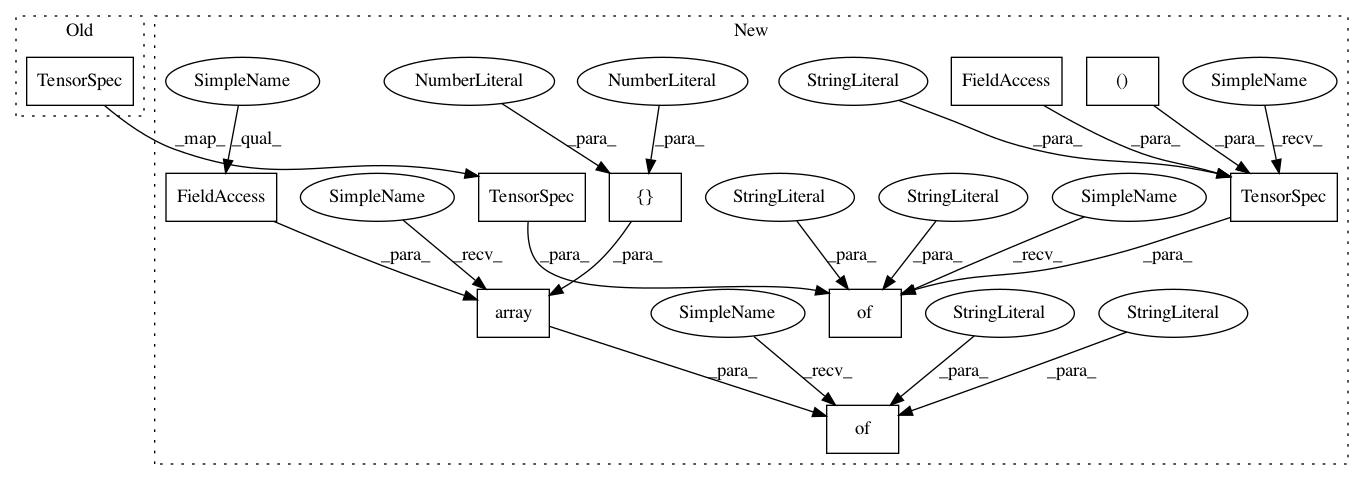 Old
New
TensorSpec
SimpleName
NumberLiteral
NumberLiteral
StringLiteral
FieldAccess
()
SimpleName
_map_
_qual_
_para_
_para_
_para_
_para_
_para_
_recv_
FieldAccess
SimpleName
TensorSpec
{}
StringLiteral
StringLiteral
SimpleName
TensorSpec
_para_
_recv_
_para_
_para_
_para_
_para_
_recv_
_para_
array
SimpleName
of
StringLiteral
StringLiteral
_para_
_recv_
_para_
_para_
of